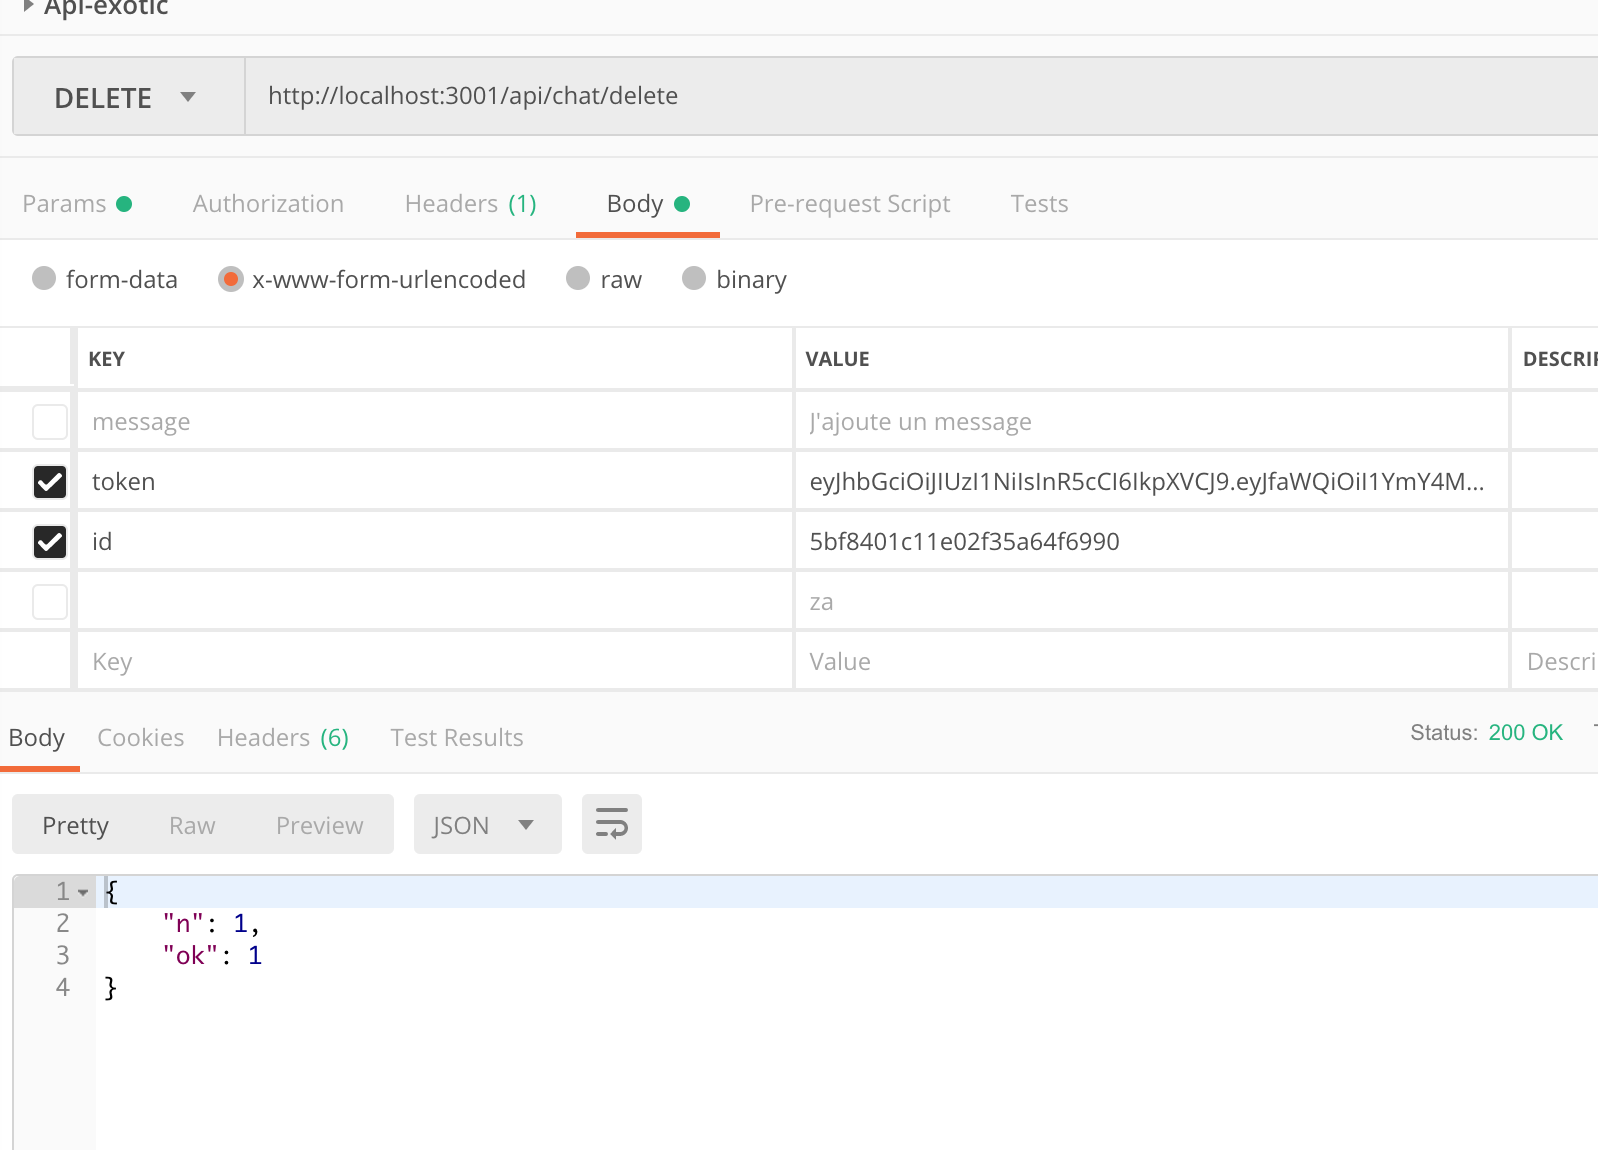 Api-exotic
DELETE http://localhost:3001/api/chat/delete
Params Authorization Headers (1) Body Pre-request Script Tests
form-data x-www-form-urlencoded raw binary
KEY VALUE DESCRIP
message J'ajoute un message
token eyJhbGciOiJIUzI1NiIsInR5cCI6IkpXVCJ9.eyJfaWQiOiI1YmY4M...
id 5bf8401c11e02f35a64f6990
za
Key Value Descri
Body Cookies Headers (6) Test Results Status: 200 OK
Pretty Raw Preview JSON
1 {
2 "n": 1,
3 "ok": 1
4 }